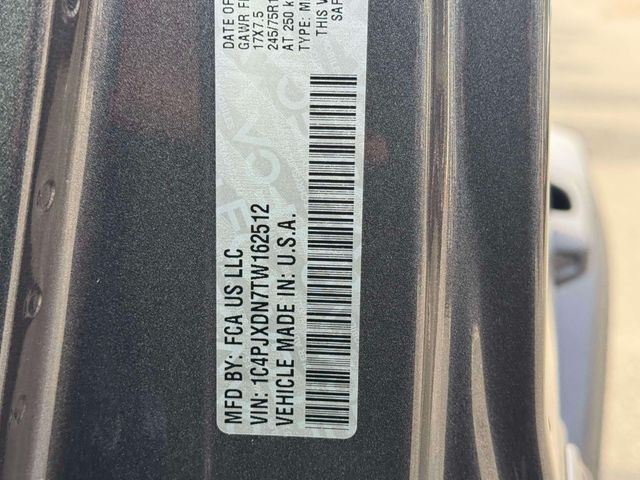 MFD BY: FCA US LLC
VIN: 1C4PJXDN7TW162512
VEHICLE MADE IN: U.S.A.
DATE OF
GAWR F
17X7.5
245/75R1
AT 250 k
THIS V
SAF
TYPE: M